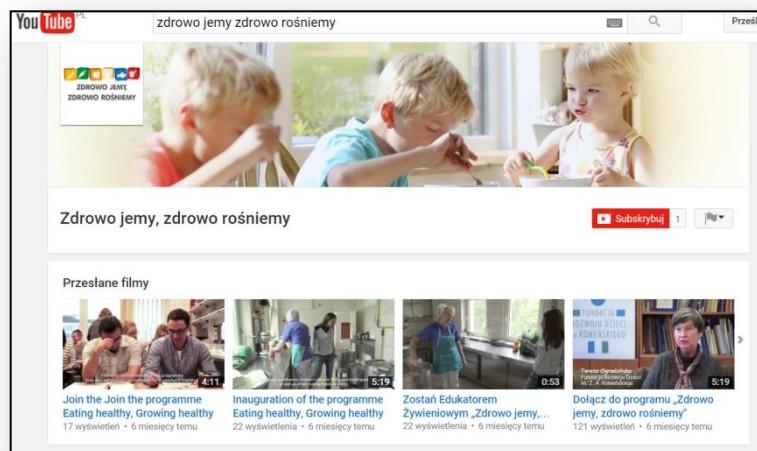 You Tube PL
zdrowo jemy zdrowo rośniemy
Prześl
ZDROWO JEMY,
ZDROWO ROŚNIEMY
Zdrowo jemy, zdrowo rośniemy
Subskrybuj 1
Przesłane filmy
4:11
5:19
0:53
FUNDACJA
ROZWOJU DZIECI
KOMEŃSKIEGO
Teresa Ogrodzińska
5:19
Join the Join the programme
Eating healthy, Growing healthy
17 wyświetleń • 6 miesięcy temu
Inauguration of the programme
Eating healthy, Growing healthy
22 wyświetlenia • 6 miesięcy temu
Zostań Edukatorem
Żywieniowym „Zdrowo jemy,...
22 wyświetlenia • 6 miesięcy temu
Dołącz do programu „Zdrowo
jemy, zdrowo rośniemy”
121 wyświetleń • 6 miesięcy temu